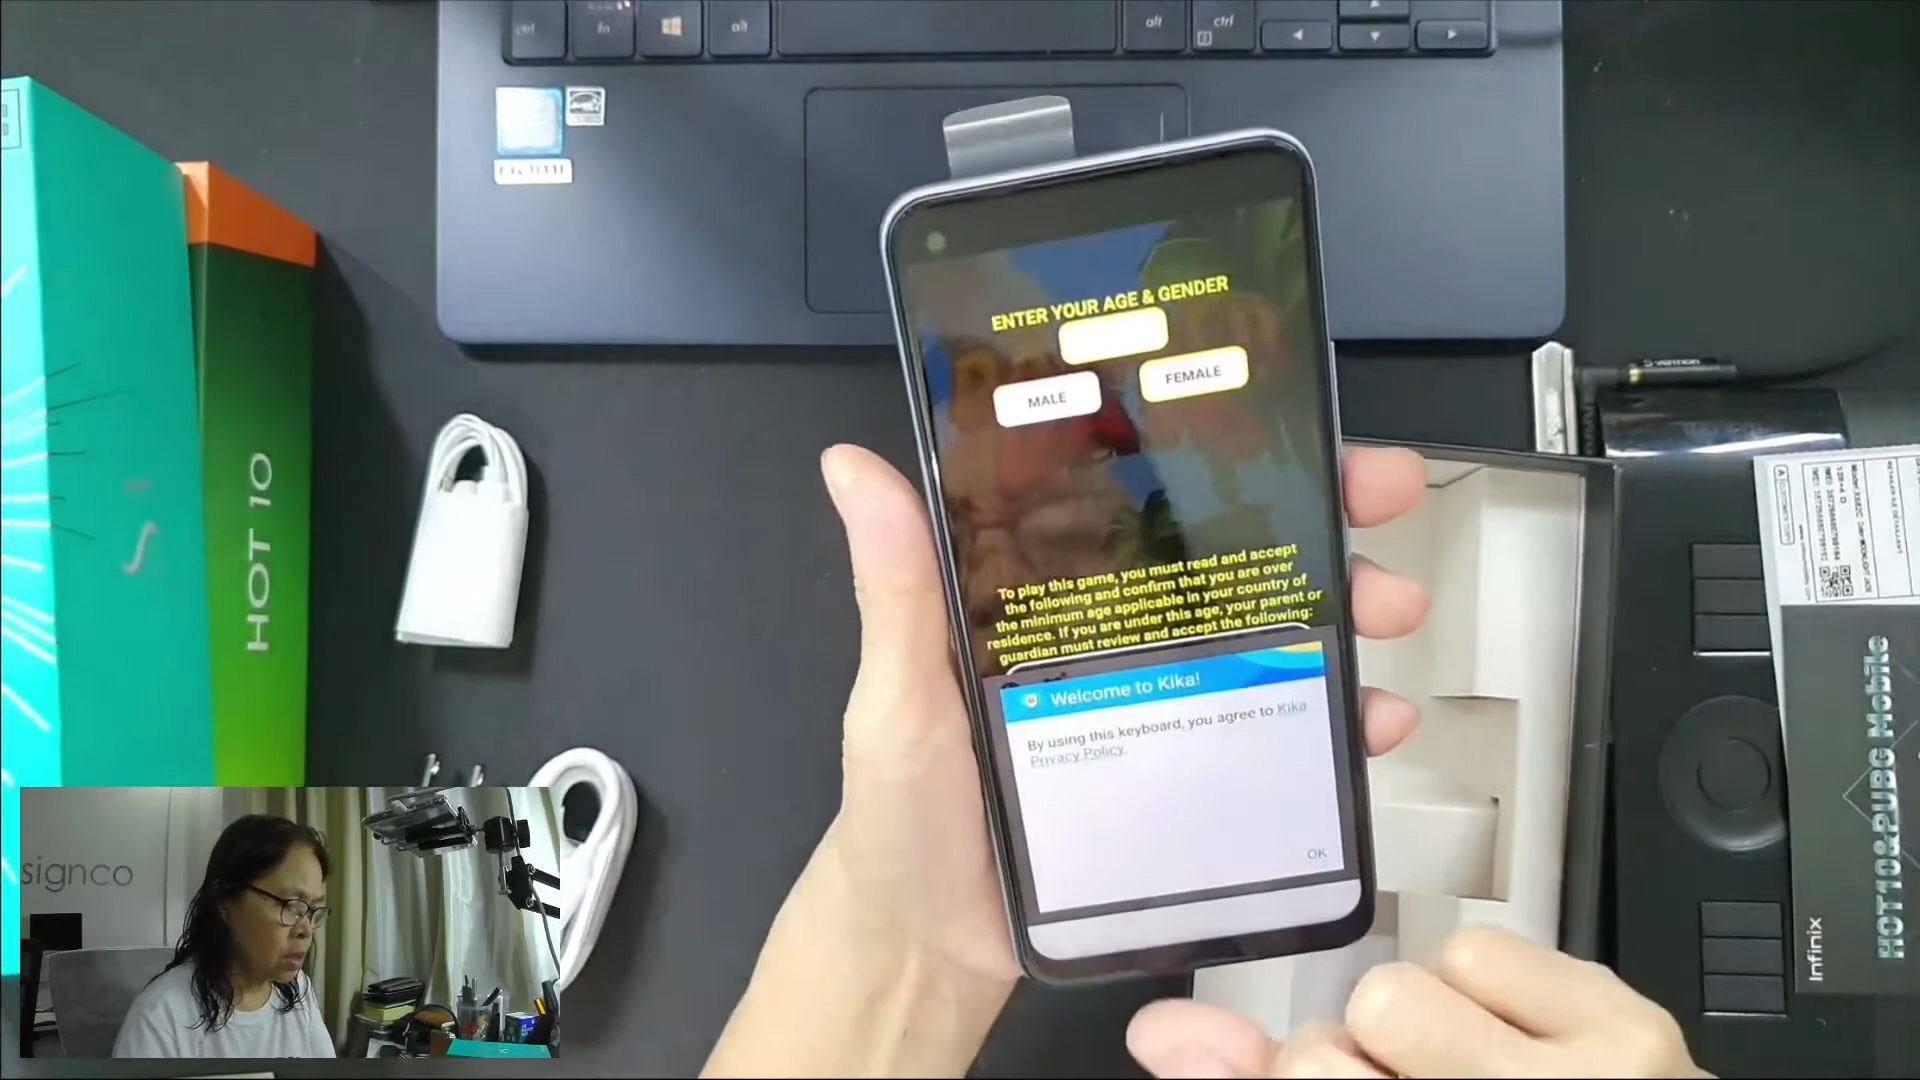 ctrl
fn
alt
alt
ctrl
HOT 10
ENTER YOUR AGE & GENDER
MALE
FEMALE
To play this game, you must read and accept
the following and confirm that you are over
the minimum age applicable in your country of
residence. If you are under this age, your parent or
guardian must review and accept the following:
Welcome to Kika!
By using this keyboard, you agree to Kika
Privacy Policy.
OK
HOT10&PUBG Mobile
Infinix
signco